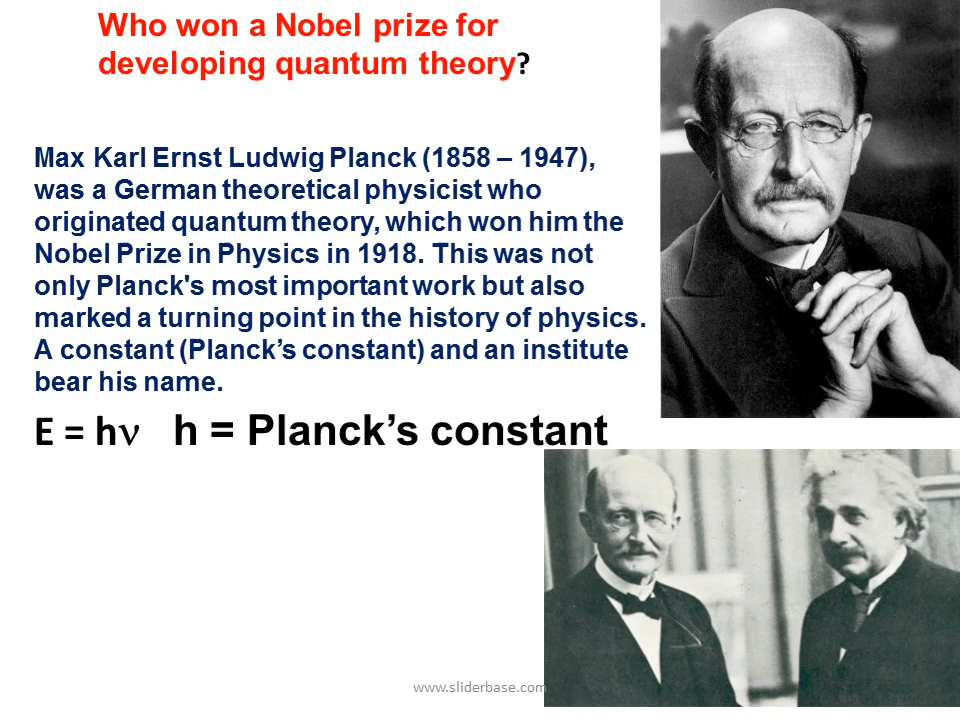 Who won a Nobel prize for
developing quantum theory?
Max Karl Ernst Ludwig Planck (1858 – 1947),
was a German theoretical physicist who
originated quantum theory, which won him the
Nobel Prize in Physics in 1918. This was not
only Planck's most important work but also
marked a turning point in the history of physics.
A constant (Planck’s constant) and an institute
bear his name.
E = hν h = Planck’s constant
www.sliderbase.com